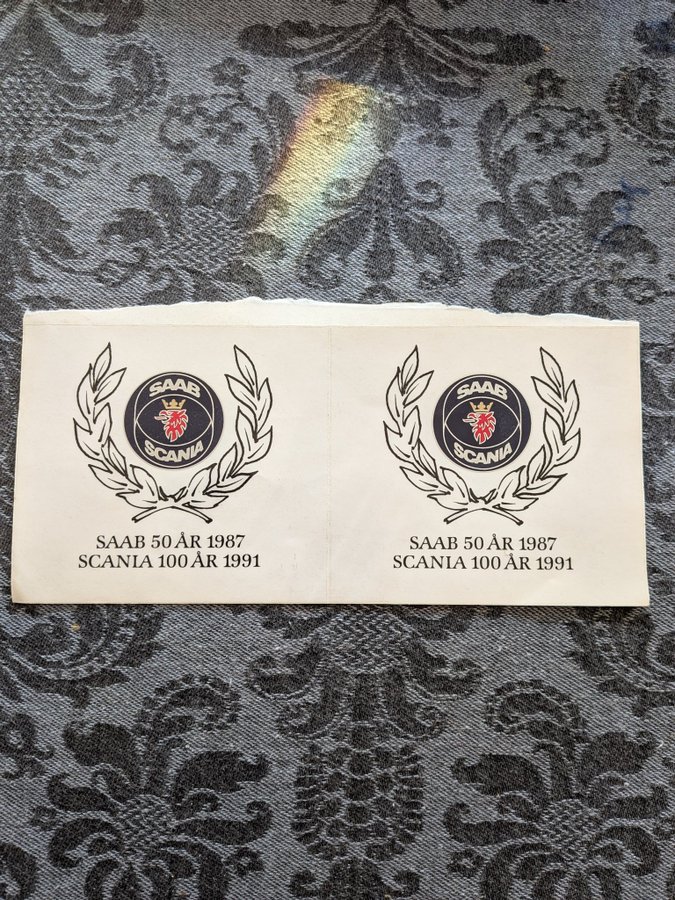 SAAB
SCANIA
SAAB 50 ÅR 1987
SCANIA 100 ÅR 1991
SAAB
SCANIA
SAAB 50 ÅR 1987
SCANIA 100 ÅR 1991